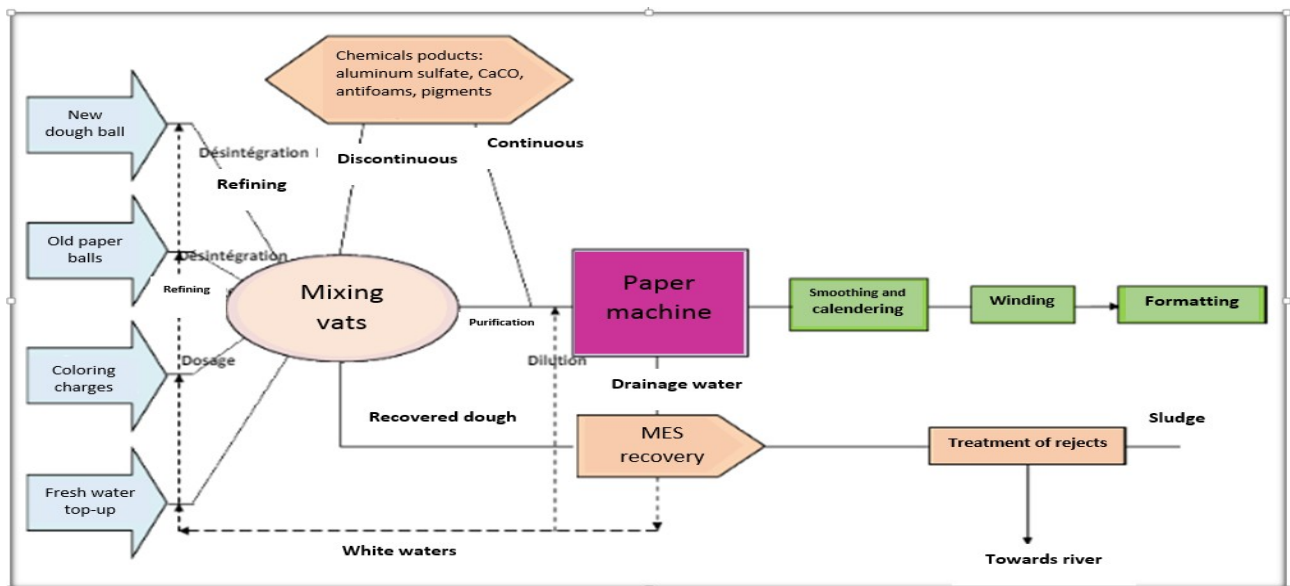 Chemicals poducts:
aluminum sulfate, CaCO,
antifoams, pigments
New
dough ball
Désintégration
Refining
Discontinuous
Continuous
Old paper
balls
Désintégration
Refining
Mixing
vats
Purification
Paper
machine
Smoothing and
calendering
Winding
Formatting
Coloring
charges
Dosage
Dilution
Drainage water
Recovered dough
MES
recovery
Treatment of rejects
Sludge
Fresh water
top-up
White waters
Towards river